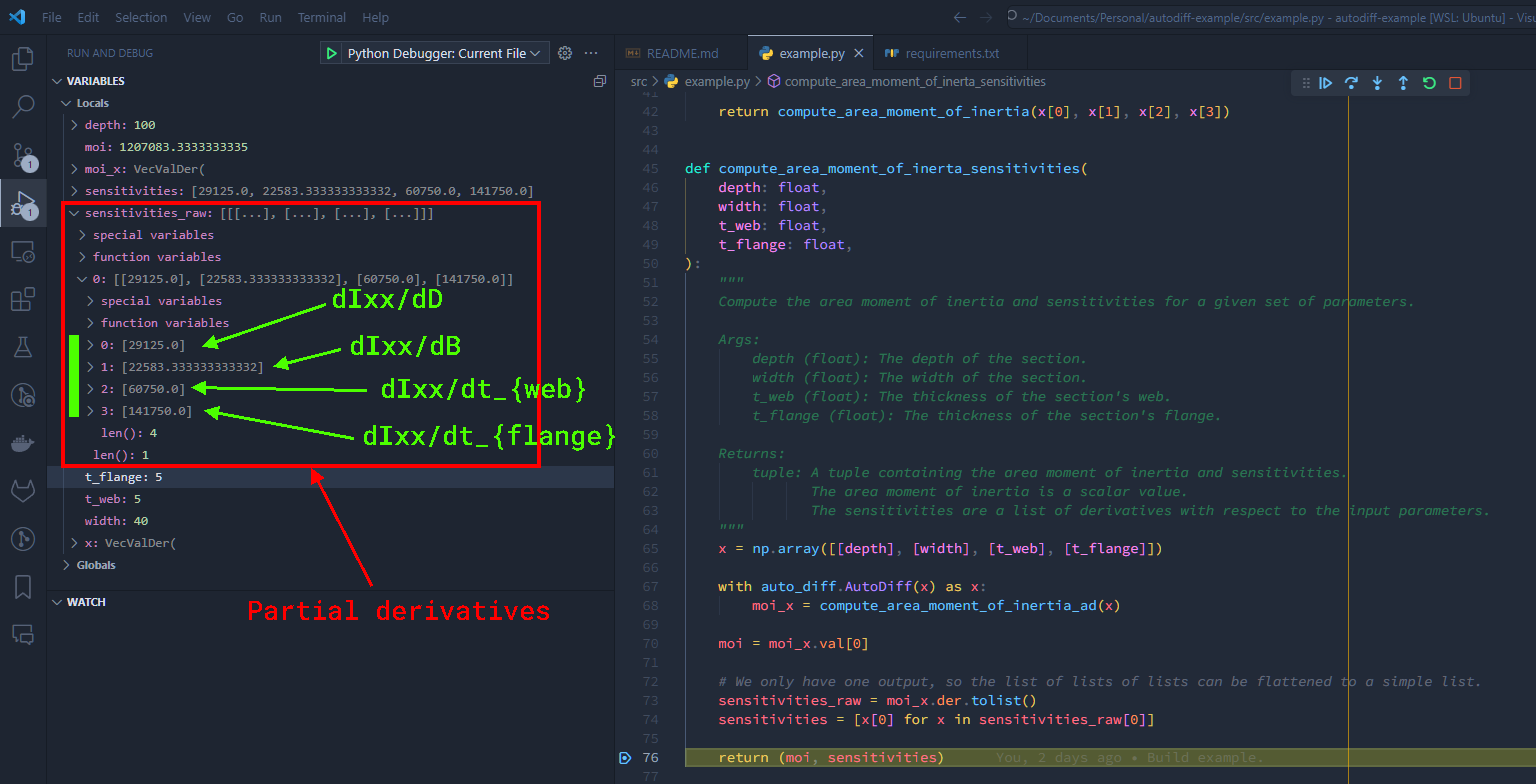 File Edit Selection View Go Run Terminal Help
~/Documents/Personal/autodiff-example/src/example.py - autodiff-example [WSL: Ubuntu] - Visu
RUN AND DEBUG
Python Debugger: Current File
VARIABLES
Locals
depth: 100
moi: 1207083.3333333335
moi_x: VecValDer(
sensitivities: [29125.0, 22583.333333333332, 60750.0, 141750.0]
sensitivities_raw: [[[...], [...], [...], [...]]]
special variables
function variables
0: [[29125.0], [22583.333333333332], [60750.0], [141750.0]]
special variables
function variables
0: [29125.0]
1: [22583.333333333332]
2: [60750.0]
3: [141750.0]
len(): 4
len(): 1
t_flange: 5
t_web: 5
width: 40
x: VecValDer(
Globals
WATCH
1
1
dIxx/dD
dIxx/dB
dIxx/dt_{web}
dIxx/dt_{flange}
Partial derivatives
README.md
example.py
requirements.txt
src > example.py > compute_area_moment_of_inerta_sensitivities
41
42 return compute_area_moment_of_inertia(x[0], x[1], x[2], x[3])
43
44
45 def compute_area_moment_of_inerta_sensitivities(
46 depth: float,
47 width: float,
48 t_web: float,
49 t_flange: float,
50 ):
51 """
52 Compute the area moment of inertia and sensitivities for a given set of parameters.
53
54 Args:
55 depth (float): The depth of the section.
56 width (float): The width of the section.
57 t_web (float): The thickness of the section's web.
58 t_flange (float): The thickness of the section's flange.
59
60 Returns:
61 tuple: A tuple containing the area moment of inertia and sensitivities.
62 The area moment of inertia is a scalar value.
63 The sensitivities are a list of derivatives with respect to the input parameters.
64 """
65 x = np.array([[depth], [width], [t_web], [t_flange]])
66
67 with auto_diff.AutoDiff(x) as x:
68 moi_x = compute_area_moment_of_inertia_ad(x)
69
70 moi = moi_x.val[0]
71
72 # We only have one output, so the list of lists of lists can be flattened to a simple list.
73 sensitivities_raw = moi_x.der.tolist()
74 sensitivities = [x[0] for x in sensitivities_raw[0]]
75
76 return (moi, sensitivities) You, 2 days ago • Build example.
77